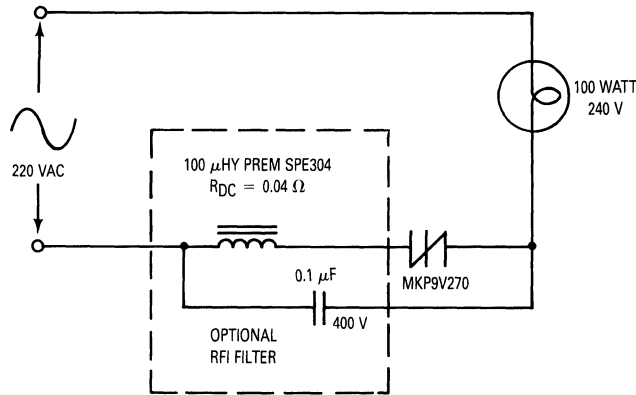 100 WATT
240 V
220 VAC
100 μHY PREM SPE304
RDC = 0.04 Ω
0.1 μF
400 V
MKP9V270
OPTIONAL
RFI FILTER